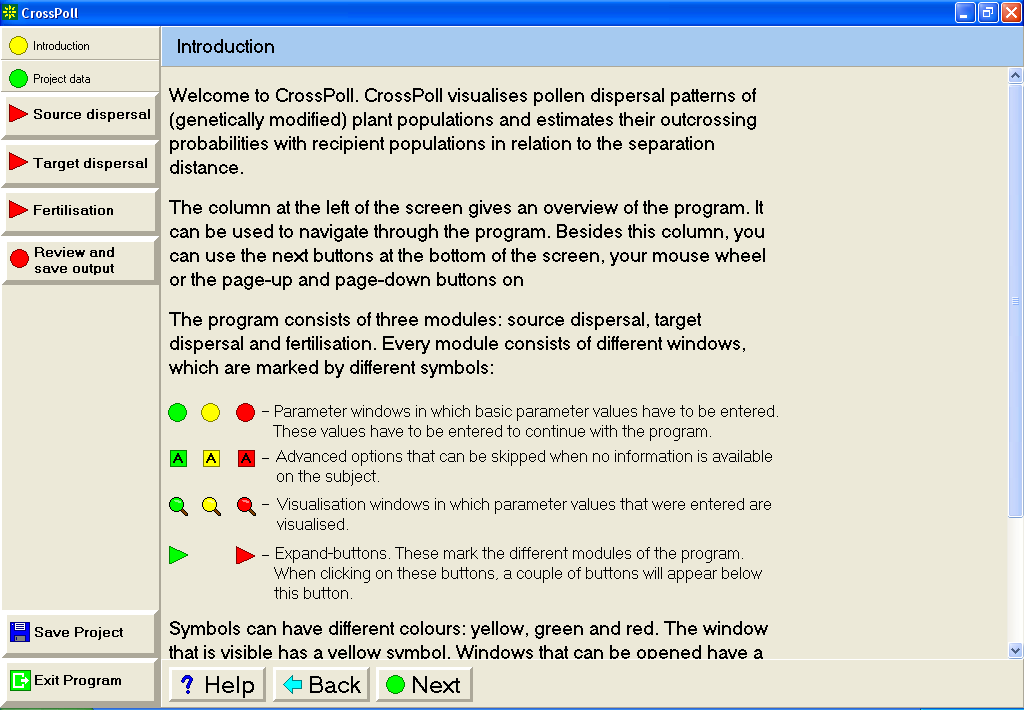 CrossPoll
Introduction
Project data
Source dispersal
Target dispersal
Fertilisation
Review and
save output
Save Project
Exit Program
Introduction
Welcome to CrossPoll. CrossPoll visualises pollen dispersal patterns of
(genetically modified) plant populations and estimates their outcrossing
probabilities with recipient populations in relation to the separation
distance.
The column at the left of the screen gives an overview of the program. It
can be used to navigate through the program. Besides this column, you
can use the next buttons at the bottom of the screen, your mouse wheel
or the page-up and page-down buttons on
The program consists of three modules: source dispersal, target
dispersal and fertilisation. Every module consists of different windows,
which are marked by different symbols:
– Parameter windows in which basic parameter values have to be entered.
These values have to be entered to continue with the program.
A A A – Advanced options that can be skipped when no information is available
on the subject.
– Visualisation windows in which parameter values that were entered are
visualised.
– Expand-buttons. These mark the different modules of the program.
When clicking on these buttons, a couple of buttons will appear below
this button.
Symbols can have different colours: yellow, green and red. The window
that is visible has a yellow symbol. Windows that can be opened have a
? Help Back Next